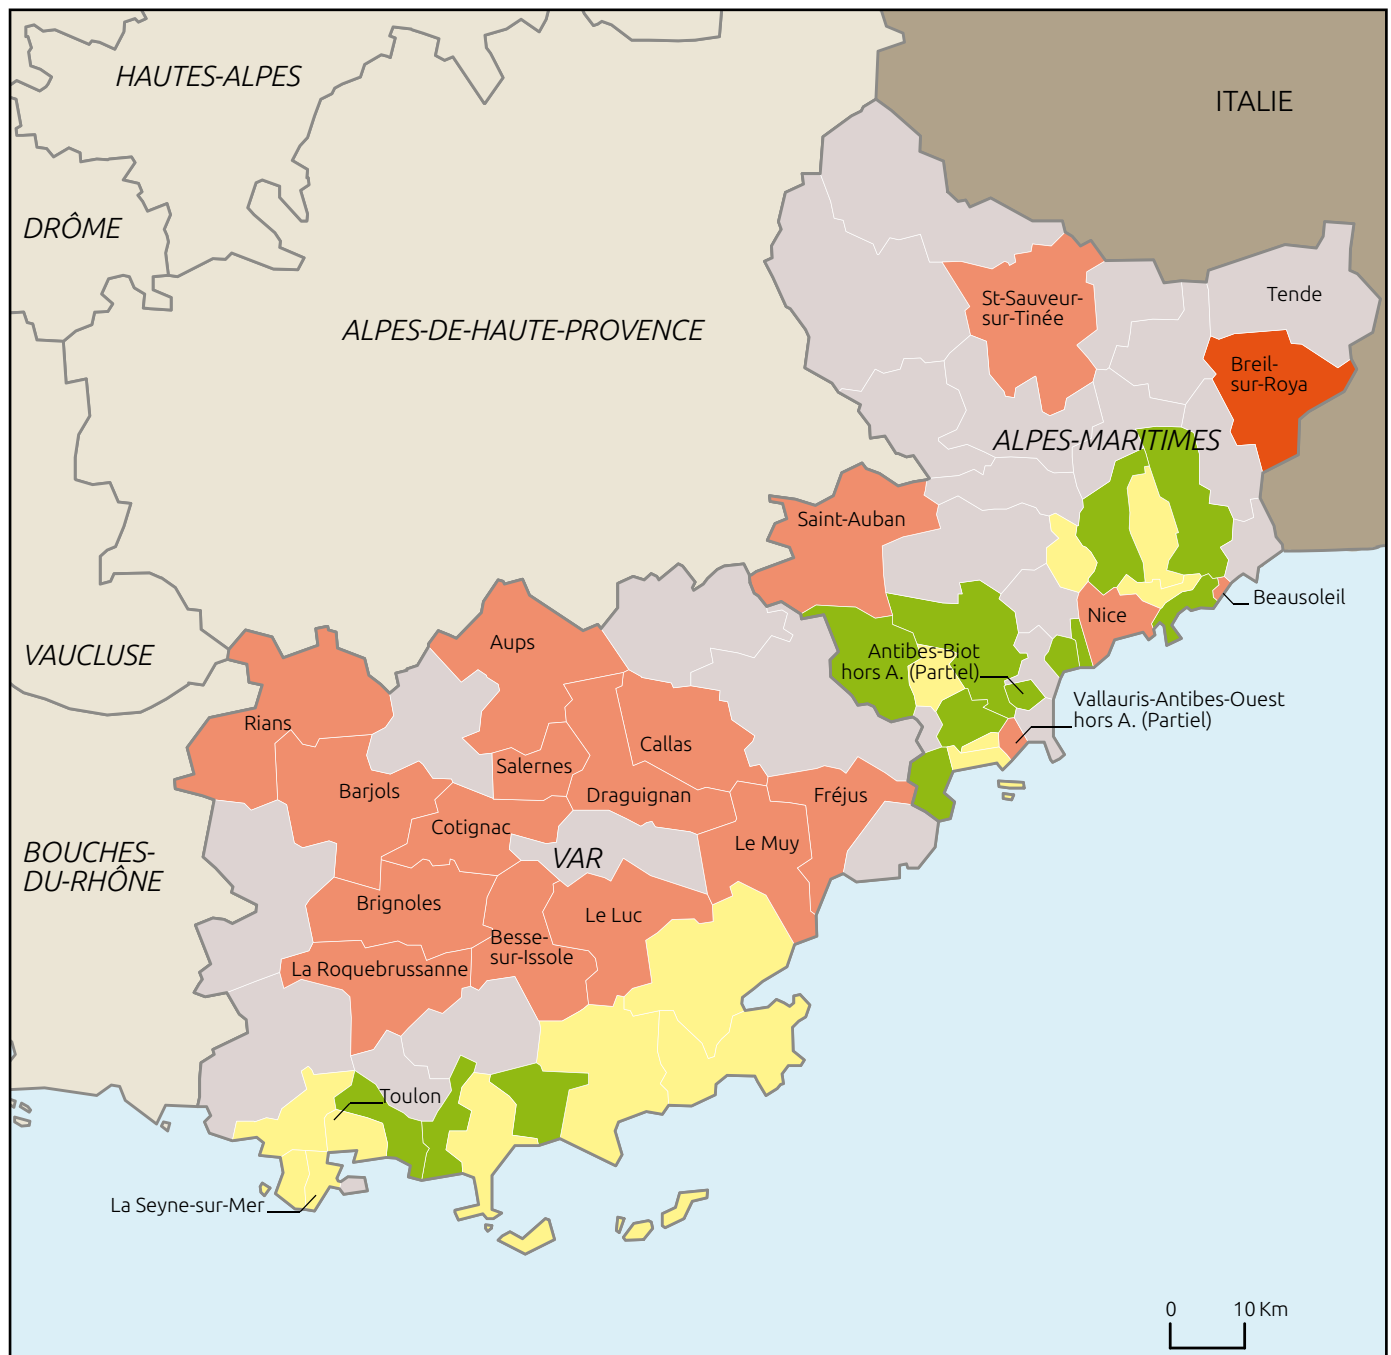 HAUTES-ALPES
ITALIE
DRÔME
Tende
St-Sauveur-
sur-Tinée
ALPES-DE-HAUTE-PROVENCE
Breil-
sur-Roya
ALPES-MARITIMES
Saint-Auban
Beausoleil
Nice
Aups
VAUCLUSE
Antibes-Biot
hors A. (Partiel)
Vallauris-Antibes-Ouest
hors A. (Partiel)
Rians
Callas
Salernes
Barjols
Draguignan
Fréjus
Cotignac
Le Muy
BOUCHES-
DU-RHÔNE
VAR
Brignoles
Le Luc
Besse-
sur-Issole
La Roquebrussanne
Toulon
La Seyne-sur-Mer
0 10 Km